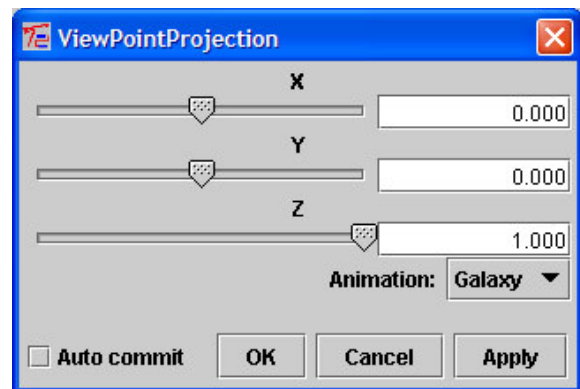 ViewPointProjection
X
0.000
Y
0.000
Z
1.000
Animation: Galaxy
Auto commit OK Cancel Apply